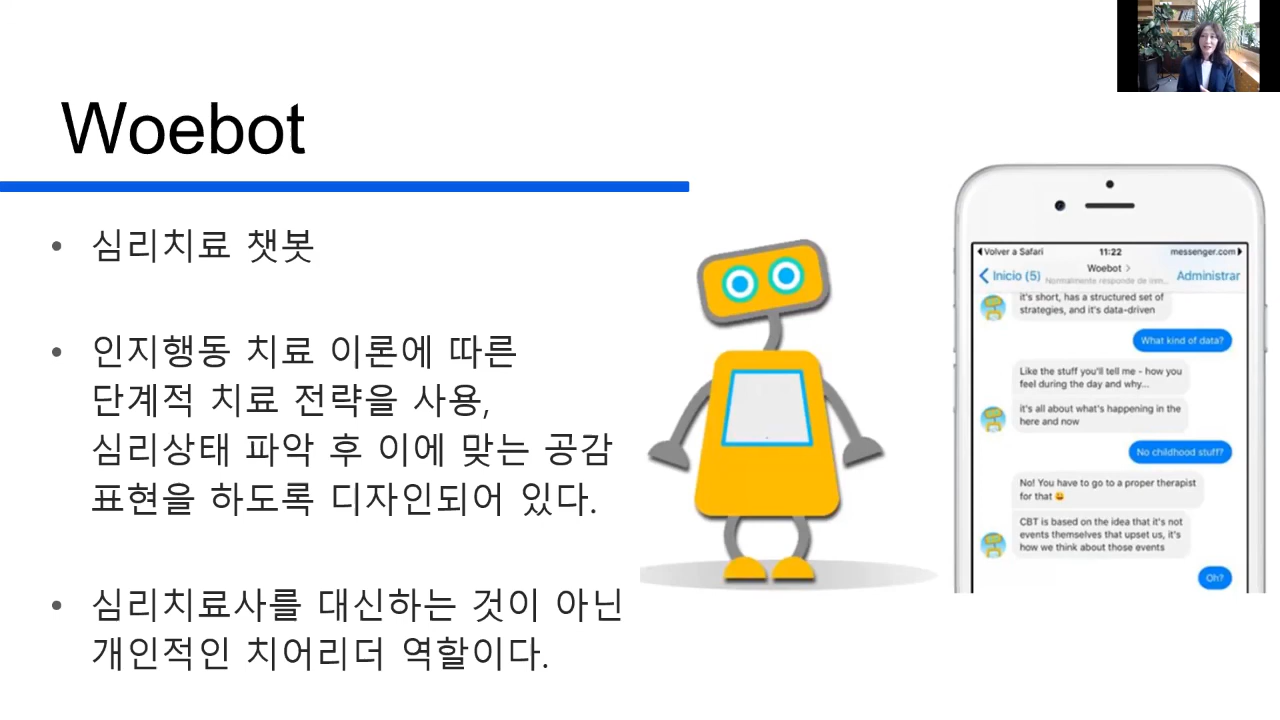 Woebot
• 심리치료 챗봇
• 인지행동 치료 이론에 따른
단계적 치료 전략을 사용,
심리상태 파악 후 이에 맞는 공감
표현을 하도록 디자인되어 있다.
• 심리치료사를 대신하는 것이 아닌
개인적인 치어리더 역할이다.
Volver a Safari 11:22 messenger.com
Inicio (5) Woebot Administrar
Normalmente responde de inm...
it's short, has a structured set of
strategies, and it's data-driven
What kind of data?
Like the stuff you'll tell me - how you
feel during the day and why...
it's all about what's happening in the
here and now
No childhood stuff?
No! You have to go to a proper therapist
for that 😄
CBT is based on the idea that it's not
events themselves that upset us, it's
how we think about those events
Oh?